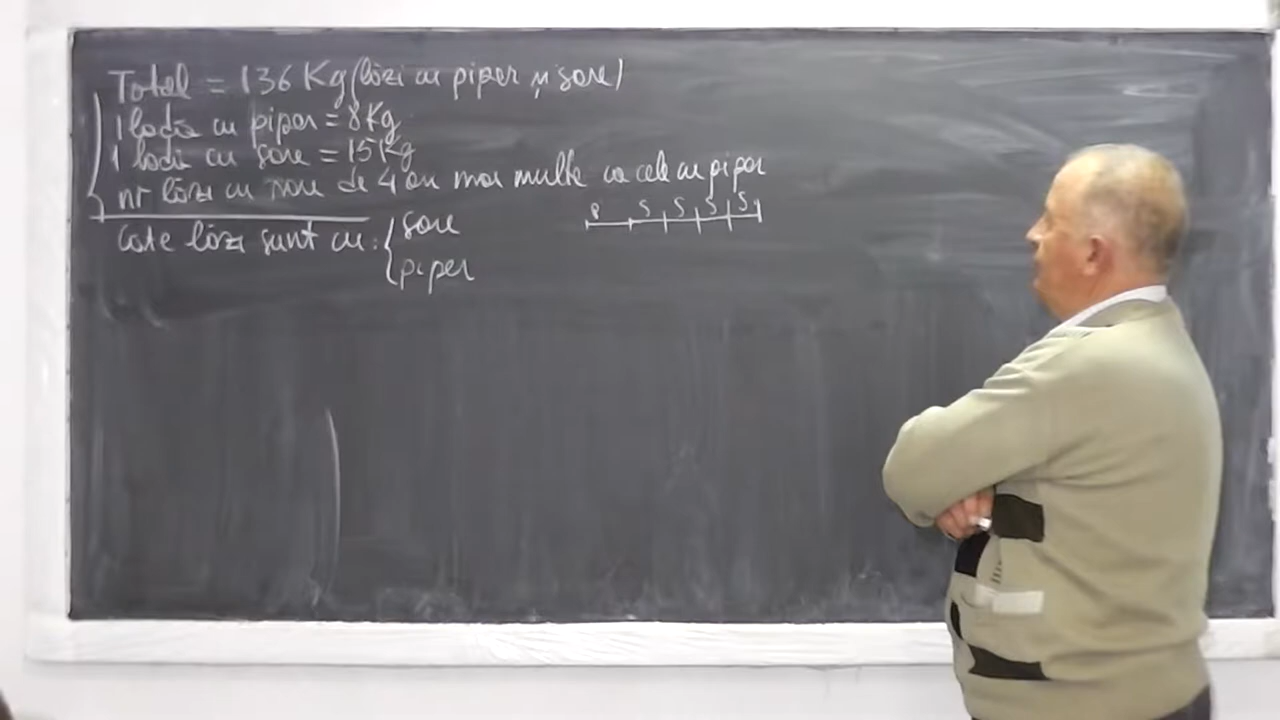 Total = 136 Kg (lăzi cu piper și sare)
1 ladă cu piper = 8 Kg
1 ladă cu sare = 15 Kg
nr lăzi cu sare de 4 ori mai multe ca cele cu piper
P S S S S
Cate lăzi sunt cu: { sare
piper